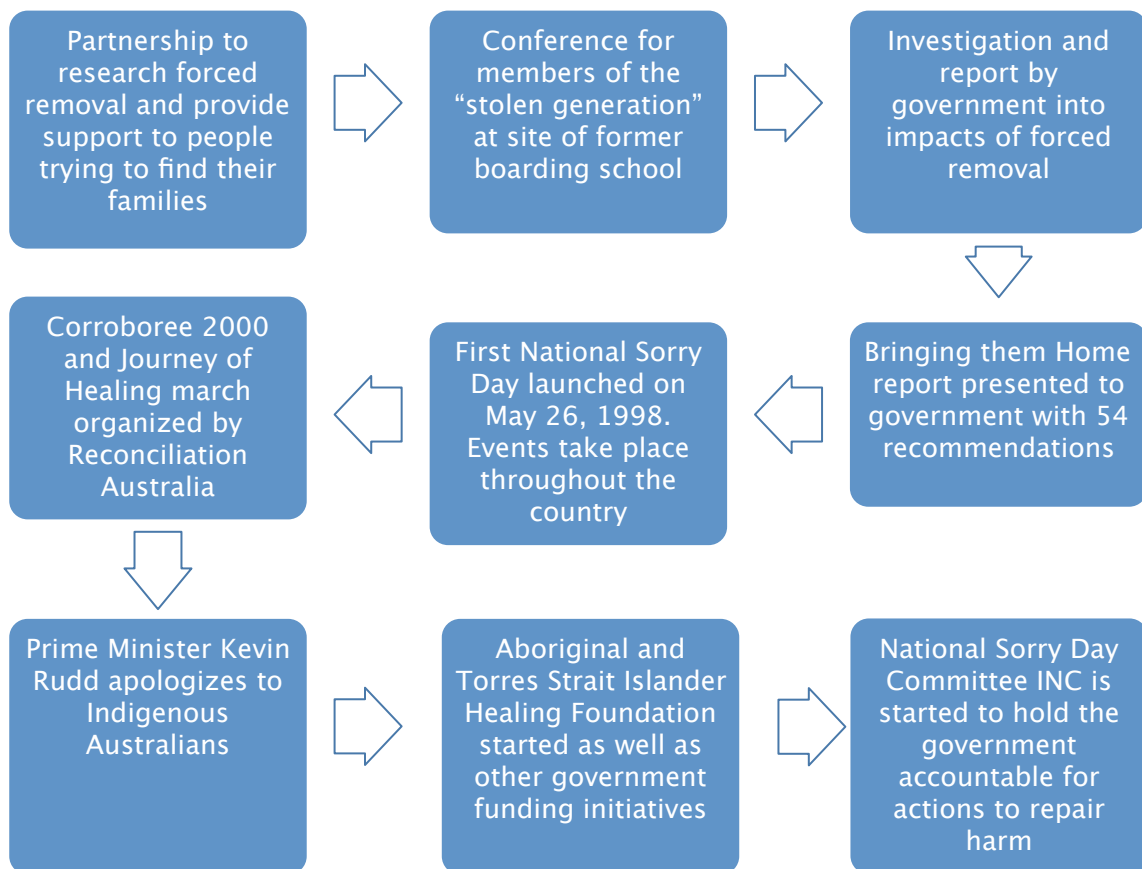 Partnership to
research forced
removal and provide
support to people
trying to find their
families
Conference for
members of the
“stolen generation”
at site of former
boarding school
Investigation and
report by
government into
impacts of forced
removal
Bringing them Home
report presented to
government with 54
recommendations
First National Sorry
Day launched on
May 26, 1998.
Events take place
throughout the
country
Corroboree 2000
and Journey of
Healing march
organized by
Reconciliation
Australia
Prime Minister Kevin
Rudd apologizes to
Indigenous
Australians
Aboriginal and
Torres Strait Islander
Healing Foundation
started as well as
other government
funding initiatives
National Sorry Day
Committee INC is
started to hold the
government
accountable for
actions to repair
harm